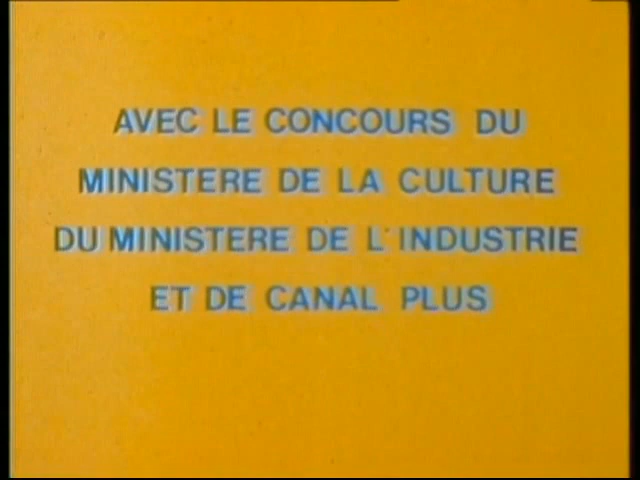 AVEC LE CONCOURS DU
MINISTERE DE LA CULTURE
DU MINISTERE DE L'INDUSTRIE
ET DE CANAL PLUS